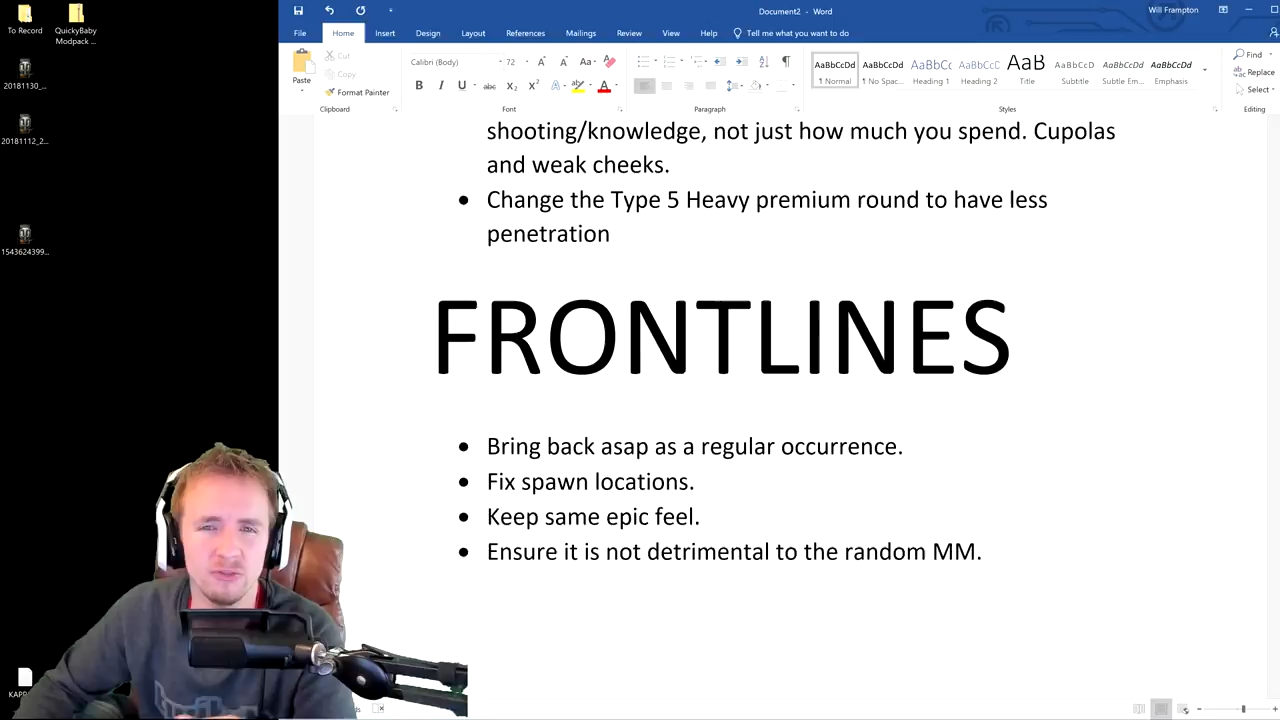 To Record
QuickyBaby
Modpack ...
20181130_...
20181112_2...
1543624399...
Document2 - Word
Will Frampton
File
Home
Insert
Design
Layout
References
Mailings
Review
View
Help
Tell me what you want to do
Paste
Cut
Copy
Format Painter
Clipboard
Calibri (Body)
72
Font
Paragraph
AaBbCcDd
¶ Normal
AaBbCcDd
¶ No Spac...
AaBbCc
Heading 1
AaBbCcC
Heading 2
AaB
Title
AaBbCcD
Subtitle
AaBbCcDd
Subtle Em...
AaBbCcDd
Emphasis
Styles
Find
Replace
Select
Editing
shooting/knowledge, not just how much you spend. Cupolas
and weak cheeks.
• Change the Type 5 Heavy premium round to have less
penetration
FRONTLINES
• Bring back asap as a regular occurrence.
• Fix spawn locations.
• Keep same epic feel.
• Ensure it is not detrimental to the random MM.